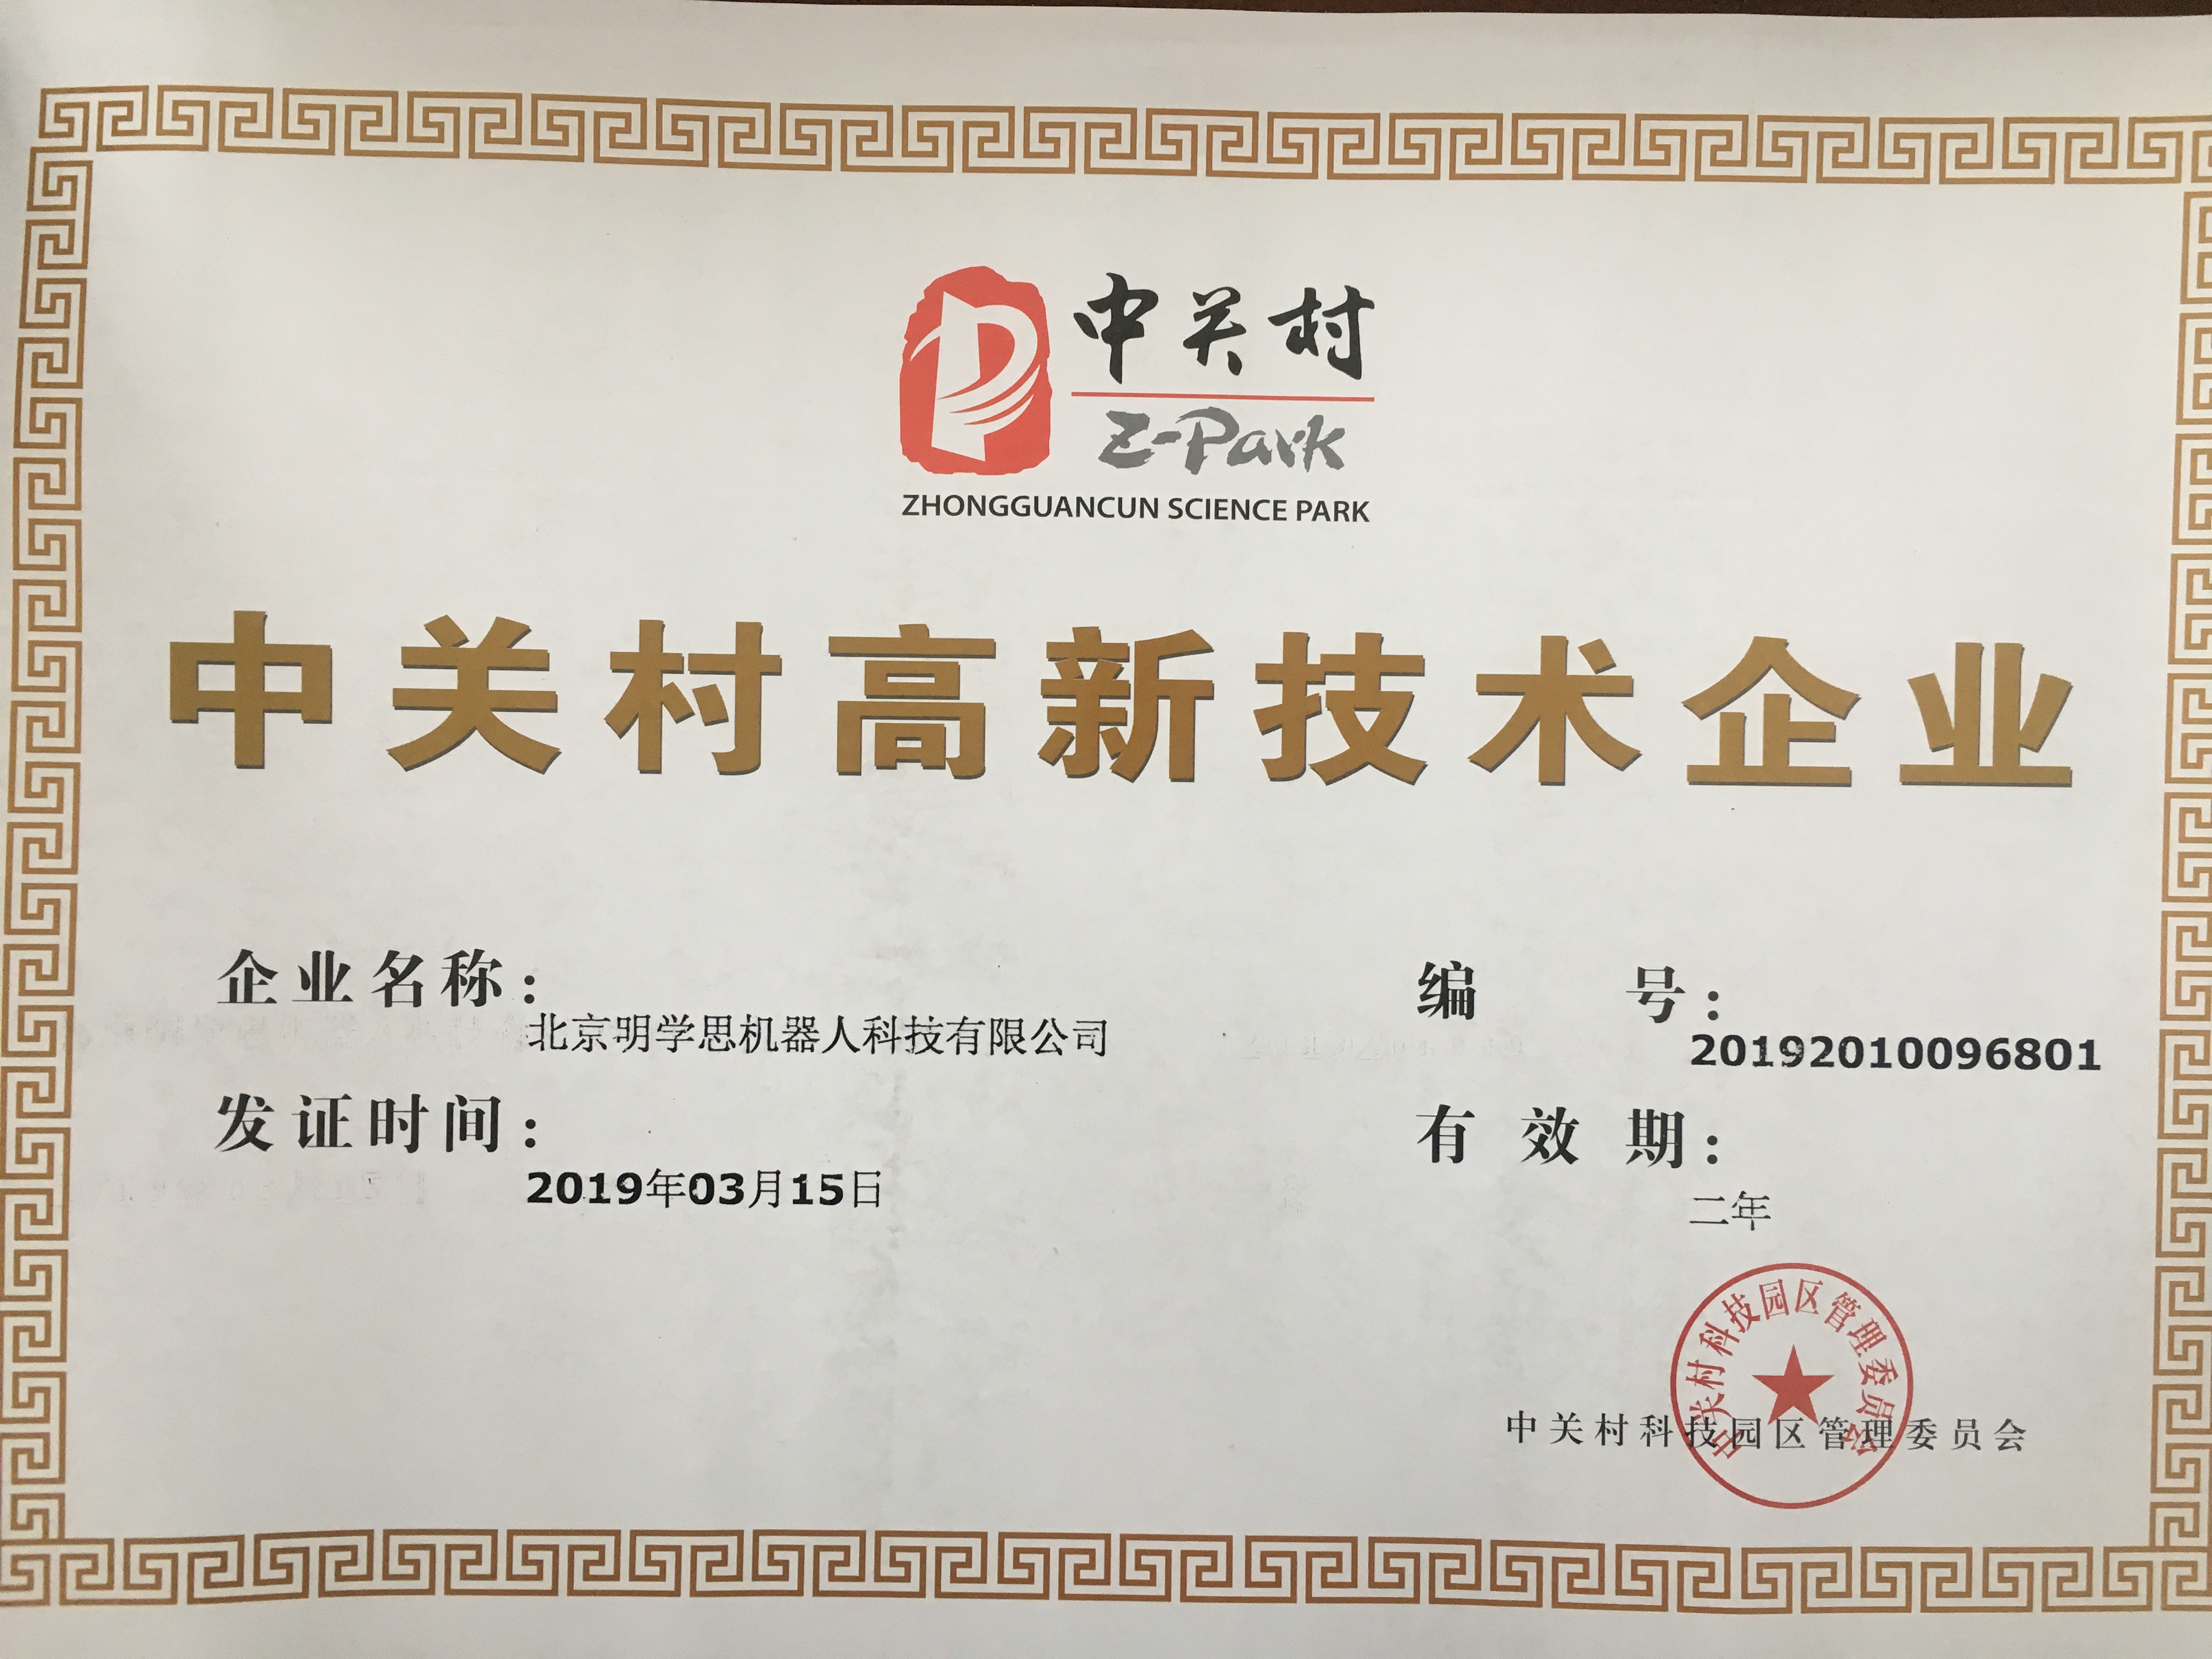 中关村
Z-Park
ZHONGGUANCUN SCIENCE PARK
中关村高新技术企业
企业名称：
北京明学思机器人科技有限公司
编号：
20192010096801
发证时间：
2019年03月15日
有效期：
二年
中关村科技园区管理委员会
中关村科技园区管理委员会